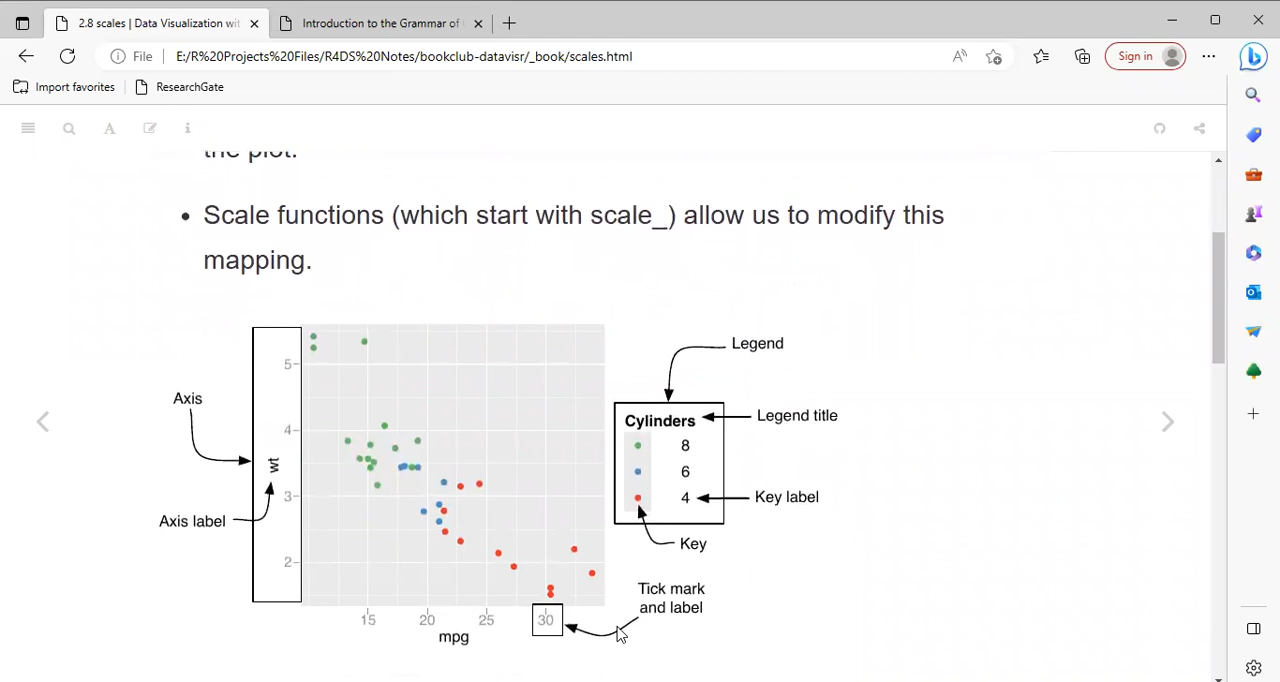 2.8 scales | Data Visualization wit
Introduction to the Grammar of
File
E:/R%20Projects%20Files/R4DS%20Notes/bookclub-datavisr/_book/scales.html
Sign in
Import favorites
ResearchGate
the plot.
• Scale functions (which start with scale_) allow us to modify this
mapping.
Legend
Axis
Cylinders
Legend title
8
6
4
Key label
Key
Axis label
wt
5
4
3
2
Tick mark
and label
15
20
25
30
mpg